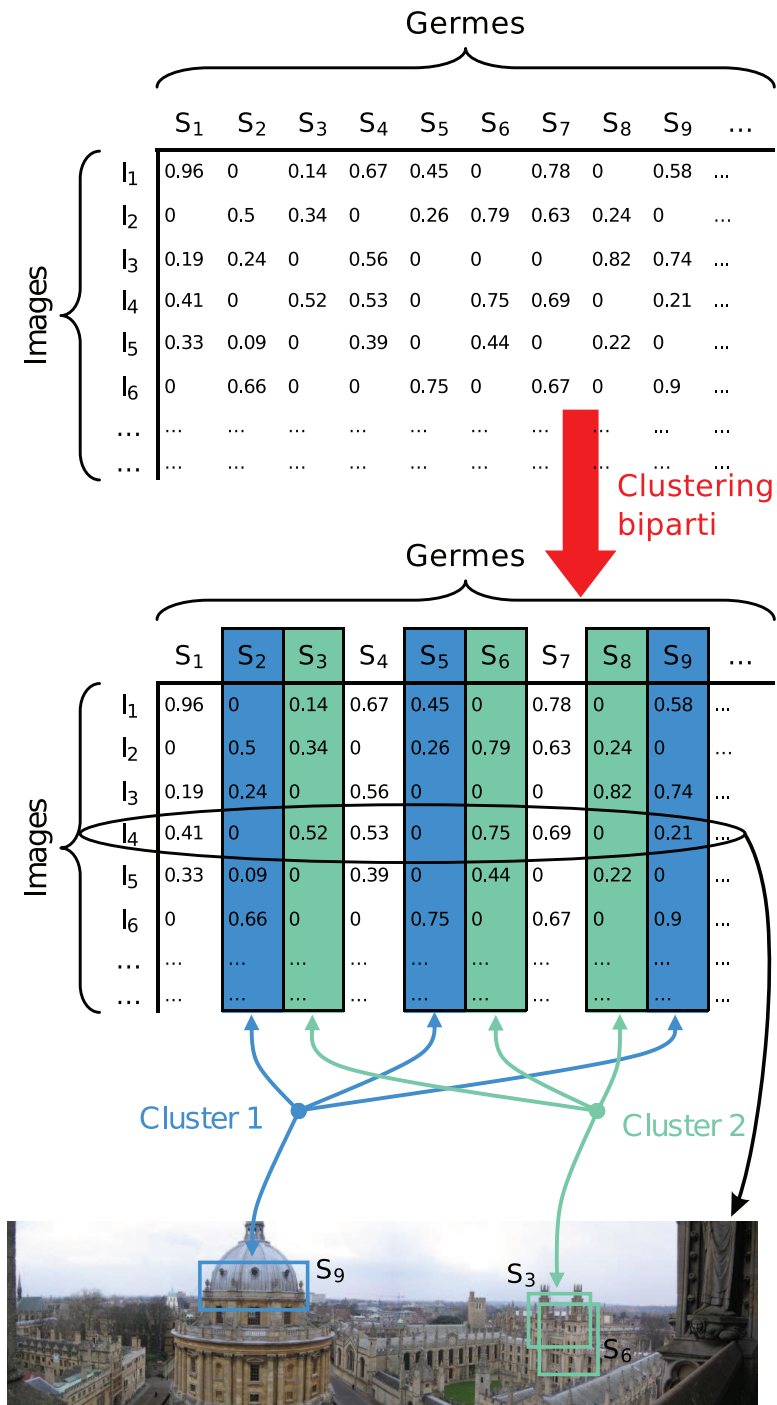 Germes
S1 S2 S3 S4 S5 S6 S7 S8 S9 ...
Images
I1 0.96 0 0.14 0.67 0.45 0 0.78 0 0.58 ...
I2 0 0.5 0.34 0 0.26 0.79 0.63 0.24 0 ...
I3 0.19 0.24 0 0.56 0 0 0 0.82 0.74 ...
I4 0.41 0 0.52 0.53 0 0.75 0.69 0 0.21 ...
I5 0.33 0.09 0 0.39 0 0.44 0 0.22 0 ...
I6 0 0.66 0 0 0.75 0 0.67 0 0.9 ...
... ... ... ... ... ... ... ... ... ... ...
... ... ... ... ... ... ... ... ... ... ...
Clustering
biparti
Germes
S1 S2 S3 S4 S5 S6 S7 S8 S9 ...
Images
I1 0.96 0 0.14 0.67 0.45 0 0.78 0 0.58 ...
I2 0 0.5 0.34 0 0.26 0.79 0.63 0.24 0 ...
I3 0.19 0.24 0 0.56 0 0 0 0.82 0.74 ...
I4 0.41 0 0.52 0.53 0 0.75 0.69 0 0.21 ...
I5 0.33 0.09 0 0.39 0 0.44 0 0.22 0 ...
I6 0 0.66 0 0 0.75 0 0.67 0 0.9 ...
... ... ... ... ... ... ... ... ... ... ...
... ... ... ... ... ... ... ... ... ... ...
Cluster 1
Cluster 2
S9
S3
S6